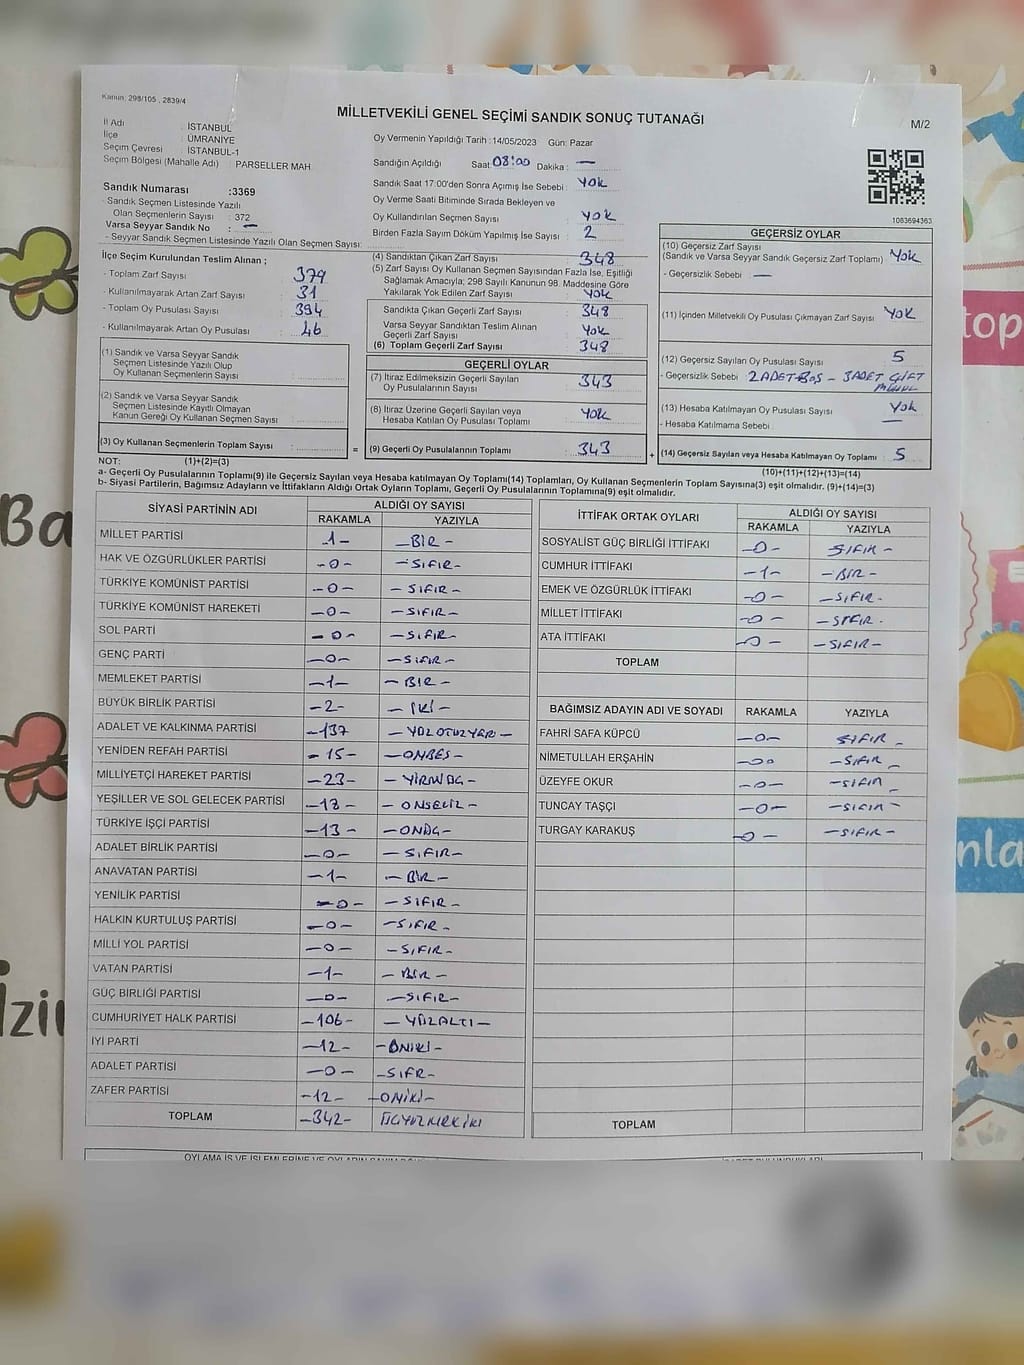 Kanun: 298/105 , 2839/4
MİLLETVEKİLİ GENEL SEÇİMİ SANDIK SONUÇ TUTANAĞI
M/2
İl Adı : İSTANBUL
İlçe : ÜMRANİYE
Seçim Çevresi : İSTANBUL-1
Seçim Bölgesi (Mahalle Adı) : PARSELLER MAH.
Sandık Numarası :3369
- Sandık Seçmen Listesinde Yazılı
Olan Seçmenlerin Sayısı : 372
Varsa Seyyar Sandık No : —
- Seyyar Sandık Seçmen Listesinde Yazılı Olan Seçmen Sayısı:
Oy Vermenin Yapıldığı Tarih :14/05/2023 Gün: Pazar
Sandığın Açıldığı Saat: 08:00 Dakika : —
Sandık Saat 17:00'den Sonra Açımış İse Sebebi : YOK
Oy Verme Saati Bitiminde Sırada Bekleyen ve
Oy Kullandırılan Seçmen Sayısı : YOK
Birden Fazla Sayım Döküm Yapılmış İse Sayısı : 2
1083694363
İlçe Seçim Kurulundan Teslim Alınan ;
- Toplam Zarf Sayısı : 379
- Kullanılmayarak Artan Zarf Sayısı : 31
- Toplam Oy Pusulası Sayısı : 394
- Kullanılmayarak Artan Oy Pusulası : 46
(4) Sandıktan Çıkan Zarf Sayısı : 348
(5) Zarf Sayısı Oy Kullanan Seçmen Sayısından Fazla İse, Eşitliği
Sağlamak Amacıyla; 298 Sayılı Kanunun 98. Maddesine Göre
Yakılarak Yok Edilen Zarf Sayısı : YOK
Sandıkta Çıkan Geçerli Zarf Sayısı : 348
Varsa Seyyar Sandıktan Teslim Alınan
Geçerli Zarf Sayısı : YOK
(6) Toplam Geçerli Zarf Sayısı : 348
(1) Sandık ve Varsa Seyyar Sandık
Seçmen Listesinde Yazılı Olup
Oy Kullanan Seçmenlerin Sayısı :
(2) Sandık ve Varsa Seyyar Sandık
Seçmen Listesinde Kayıtlı Olmayan
Kanun Gereği Oy Kullanan Seçmen Sayısı :
(3) Oy Kullanan Seçmenlerin Toplam Sayısı :
=
GEÇERLİ OYLAR
(7) İtiraz Edilmeksizin Geçerli Sayılan
Oy Pusulalarının Sayısı : 343
(8) İtiraz Üzerine Geçerli Sayılan veya
Hesaba Katılan Oy Pusulası Toplamı : YOK
(9) Geçerli Oy Pusulalarının Toplamı : 343
+
GEÇERSİZ OYLAR
(10) Geçersiz Zarf Sayısı
(Sandık ve Varsa Seyyar Sandık Geçersiz Zarf Toplamı) : YOK
- Geçersizlik Sebebi : —
(11) İçinden Milletvekili Oy Pusulası Çıkmayan Zarf Sayısı : YOK
(12) Geçersiz Sayılan Oy Pusulası Sayısı : 5
- Geçersizlik Sebebi : 2 ADET BOŞ - 3 ADET ÇİFT
MÜHÜR
(13) Hesaba Katılmayan Oy Pusulası Sayısı : YOK
- Hesaba Katılmama Sebebi : —
(14) Geçersiz Sayılan veya Hesaba Katılmayan Oy Toplamı : 5
NOT: (1)+(2)=(3)
(10)+(11)+(12)+(13)=(14)
a- Geçerli Oy Pusulalarının Toplamı(9) ile Geçersiz Sayılan veya Hesaba katılmayan Oy Toplamı(14) Toplamları, Oy Kullanan Seçmenlerin Toplam Sayısına(3) eşit olmalıdır. (9)+(14)=(3)
b- Siyasi Partilerin, Bağımsız Adayların ve İttifakların Aldığı Ortak Oyların Toplamı, Geçerli Oy Pusulalarının Toplamına(9) eşit olmalıdır.
SİYASİ PARTİNİN ADI ALDIĞI OY SAYISI
RAKAMLA YAZIYLA
MİLLET PARTİSİ -1- -BİR-
HAK VE ÖZGÜRLÜKLER PARTİSİ -0- -SIFIR-
TÜRKİYE KOMÜNİST PARTİSİ -0- -SIFIR-
TÜRKİYE KOMÜNİST HAREKETİ -0- -SIFIR-
SOL PARTİ -0- -SIFIR-
GENÇ PARTİ -0- -SIFIR-
MEMLEKET PARTİSİ -1- -BİR-
BÜYÜK BİRLİK PARTİSİ -2- -İKİ-
ADALET VE KALKINMA PARTİSİ -137 -YÜZOTUZYEDİ-
YENİDEN REFAH PARTİSİ -15- -ONBEŞ-
MİLLİYETÇİ HAREKET PARTİSİ -23- -YİRMİÜÇ-
YEŞİLLER VE SOL GELECEK PARTİSİ -18- -ONSEKİZ-
TÜRKİYE İŞÇİ PARTİSİ -13- -ONÜÇ-
ADALET BİRLİK PARTİSİ -0- -SIFIR-
ANAVATAN PARTİSİ -1- -BİR-
YENİLİK PARTİSİ -0- -SIFIR-
HALKIN KURTULUŞ PARTİSİ -0- -SIFIR-
MİLLİ YOL PARTİSİ -0- -SIFIR-
VATAN PARTİSİ -1- -BİR-
GÜÇ BİRLİĞİ PARTİSİ -0- -SIFIR-
CUMHURİYET HALK PARTİSİ -106- -YÜZALTI-
İYİ PARTİ -12- -ONİKİ-
ADALET PARTİSİ -0- -SIFR-
ZAFER PARTİSİ -12- -ONİKİ-
TOPLAM -342- ÜÇYÜZKIRKİKİ
İTTİFAK ORTAK OYLARI ALDIĞI OY SAYISI
RAKAMLA YAZIYLA
SOSYALİST GÜÇ BİRLİĞİ İTTİFAKI -0- SIFIR-
CUMHUR İTTİFAKI -1- -BİR-
EMEK VE ÖZGÜRLÜK İTTİFAKI -0- -SIFIR-
MİLLET İTTİFAKI -0- -SIFIR-
ATA İTTİFAKI -0- -SIFIR-
TOPLAM
BAĞIMSIZ ADAYIN ADI VE SOYADI RAKAMLA YAZIYLA
FAHRİ SAFA KÜPCÜ -0- SIFIR-
NİMETULLAH ERŞAHİN -0- -SIFIR-
ÜZEYFE OKUR -0- -SIFIR-
TUNCAY TAŞÇI -0- -SIFIR-
TURGAY KARAKUŞ -0- -SIFIR-
TOPLAM
top
Ba
nla
İzin